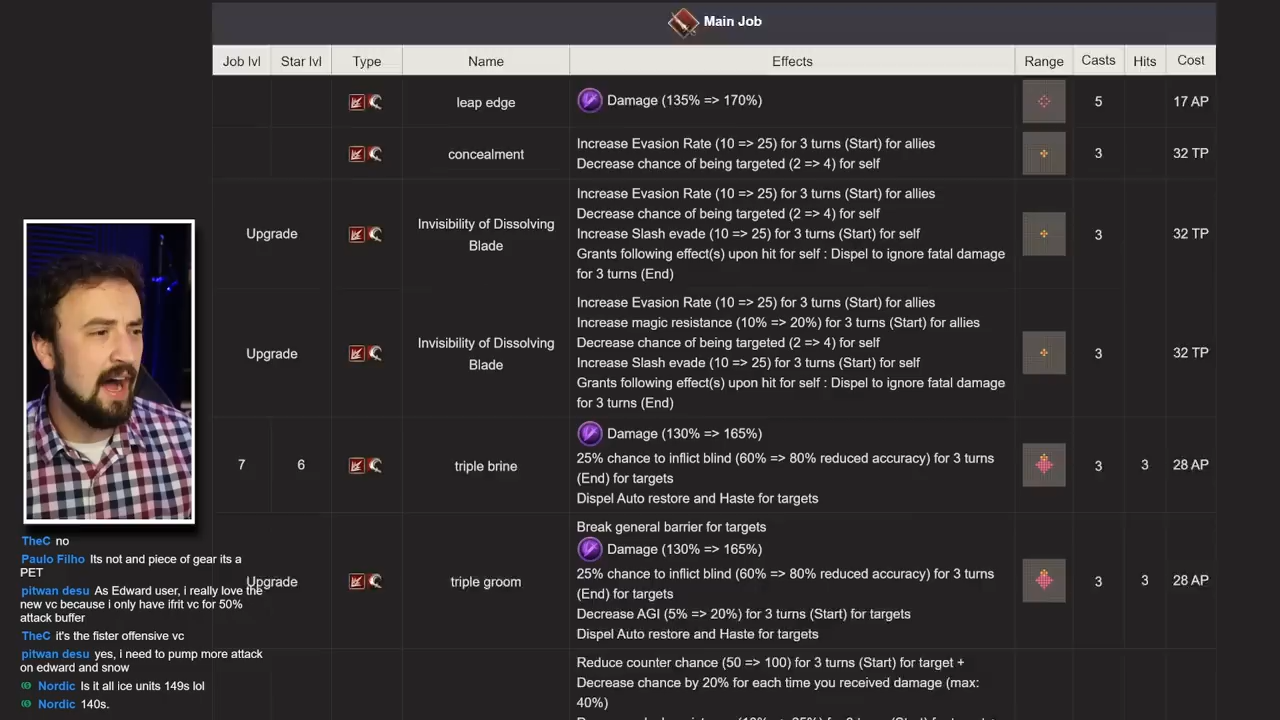 Main Job
Job lvl Star lvl Type Name Effects Range Casts Hits Cost
leap edge Damage (135% => 170%) 5 17 AP
concealment Increase Evasion Rate (10 => 25) for 3 turns (Start) for allies 3 32 TP
Decrease chance of being targeted (2 => 4) for self
Upgrade Invisibility of Dissolving Blade Increase Evasion Rate (10 => 25) for 3 turns (Start) for allies 3 32 TP
Decrease chance of being targeted (2 => 4) for self
Increase Slash evade (10 => 25) for 3 turns (Start) for self
Grants following effect(s) upon hit for self : Dispel to ignore fatal damage
for 3 turns (End)
Upgrade Invisibility of Dissolving Blade Increase Evasion Rate (10 => 25) for 3 turns (Start) for allies 3 32 TP
Increase magic resistance (10% => 20%) for 3 turns (Start) for allies
Decrease chance of being targeted (2 => 4) for self
Increase Slash evade (10 => 25) for 3 turns (Start) for self
Grants following effect(s) upon hit for self : Dispel to ignore fatal damage
for 3 turns (End)
7 6 triple brine Damage (130% => 165%) 3 3 28 AP
25% chance to inflict blind (60% => 80% reduced accuracy) for 3 turns
(End) for targets
Dispel Auto restore and Haste for targets
Upgrade triple groom Break general barrier for targets 3 3 28 AP
Damage (130% => 165%)
25% chance to inflict blind (60% => 80% reduced accuracy) for 3 turns
(End) for targets
Decrease AGI (5% => 20%) for 3 turns (Start) for targets
Dispel Auto restore and Haste for targets
Reduce counter chance (50 => 100) for 3 turns (Start) for target +
Decrease chance by 20% for each time you received damage (max:
40%)
TheC no
Paulo Filho Its not and piece of gear its a
PET
pitwan desu As Edward user, i really love the
new vc because i only have ifrit vc for 50%
attack buffer
TheC it's the fister offensive vc
pitwan desu yes, i need to pump more attack
on edward and snow
Nordic Is it all ice units 149s lol
Nordic 140s.